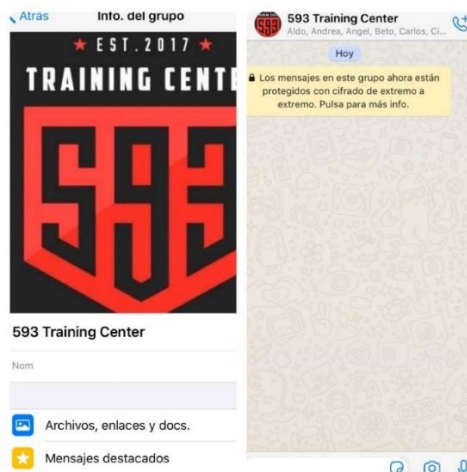 Atrás
Info. del grupo
★ EST. 2017 ★
TRAINING CENTE
593
593 Training Center
Nom
Archivos, enlaces y docs.
Mensajes destacados
593 Training Center
Aldo, Andrea, Angel, Beto, Carlos, Ci...
Hoy
Los mensajes en este grupo ahora están
protegidos con cifrado de extremo a
extremo. Pulsa para más info.